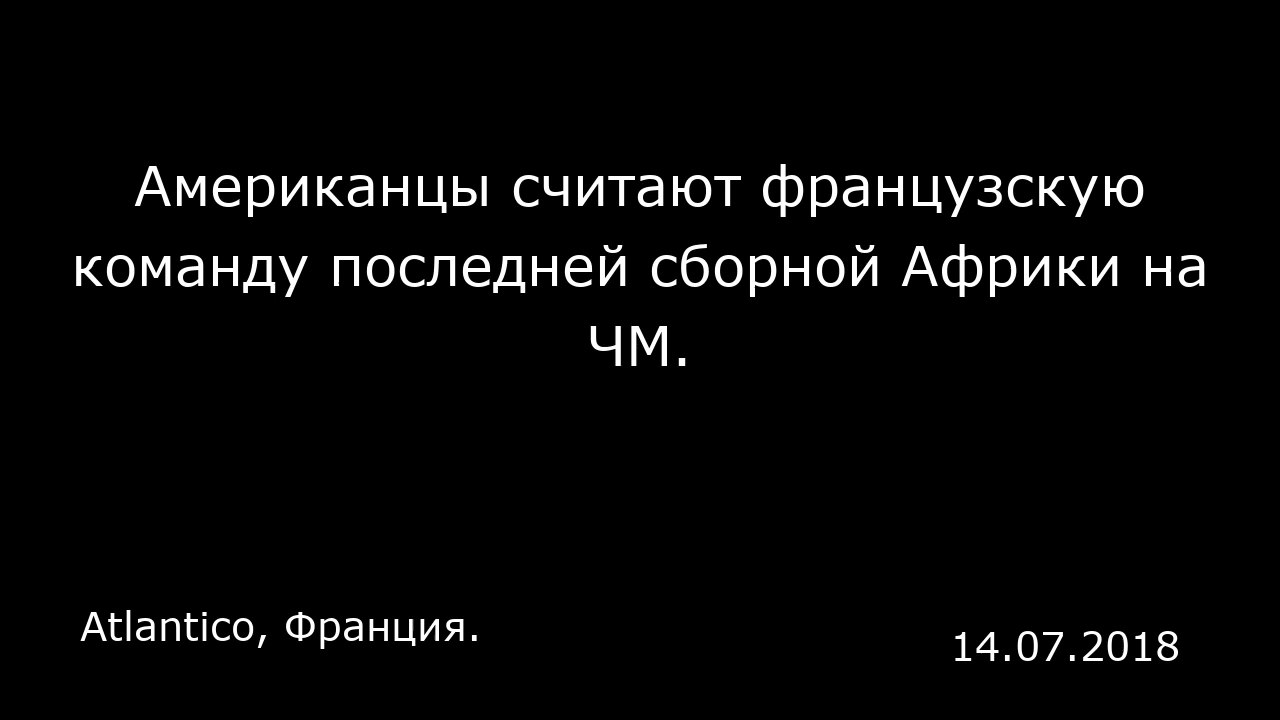 Американцы считают французскую
команду последней сборной Африки на
ЧМ.
Atlantico, Франция.
14.07.2018